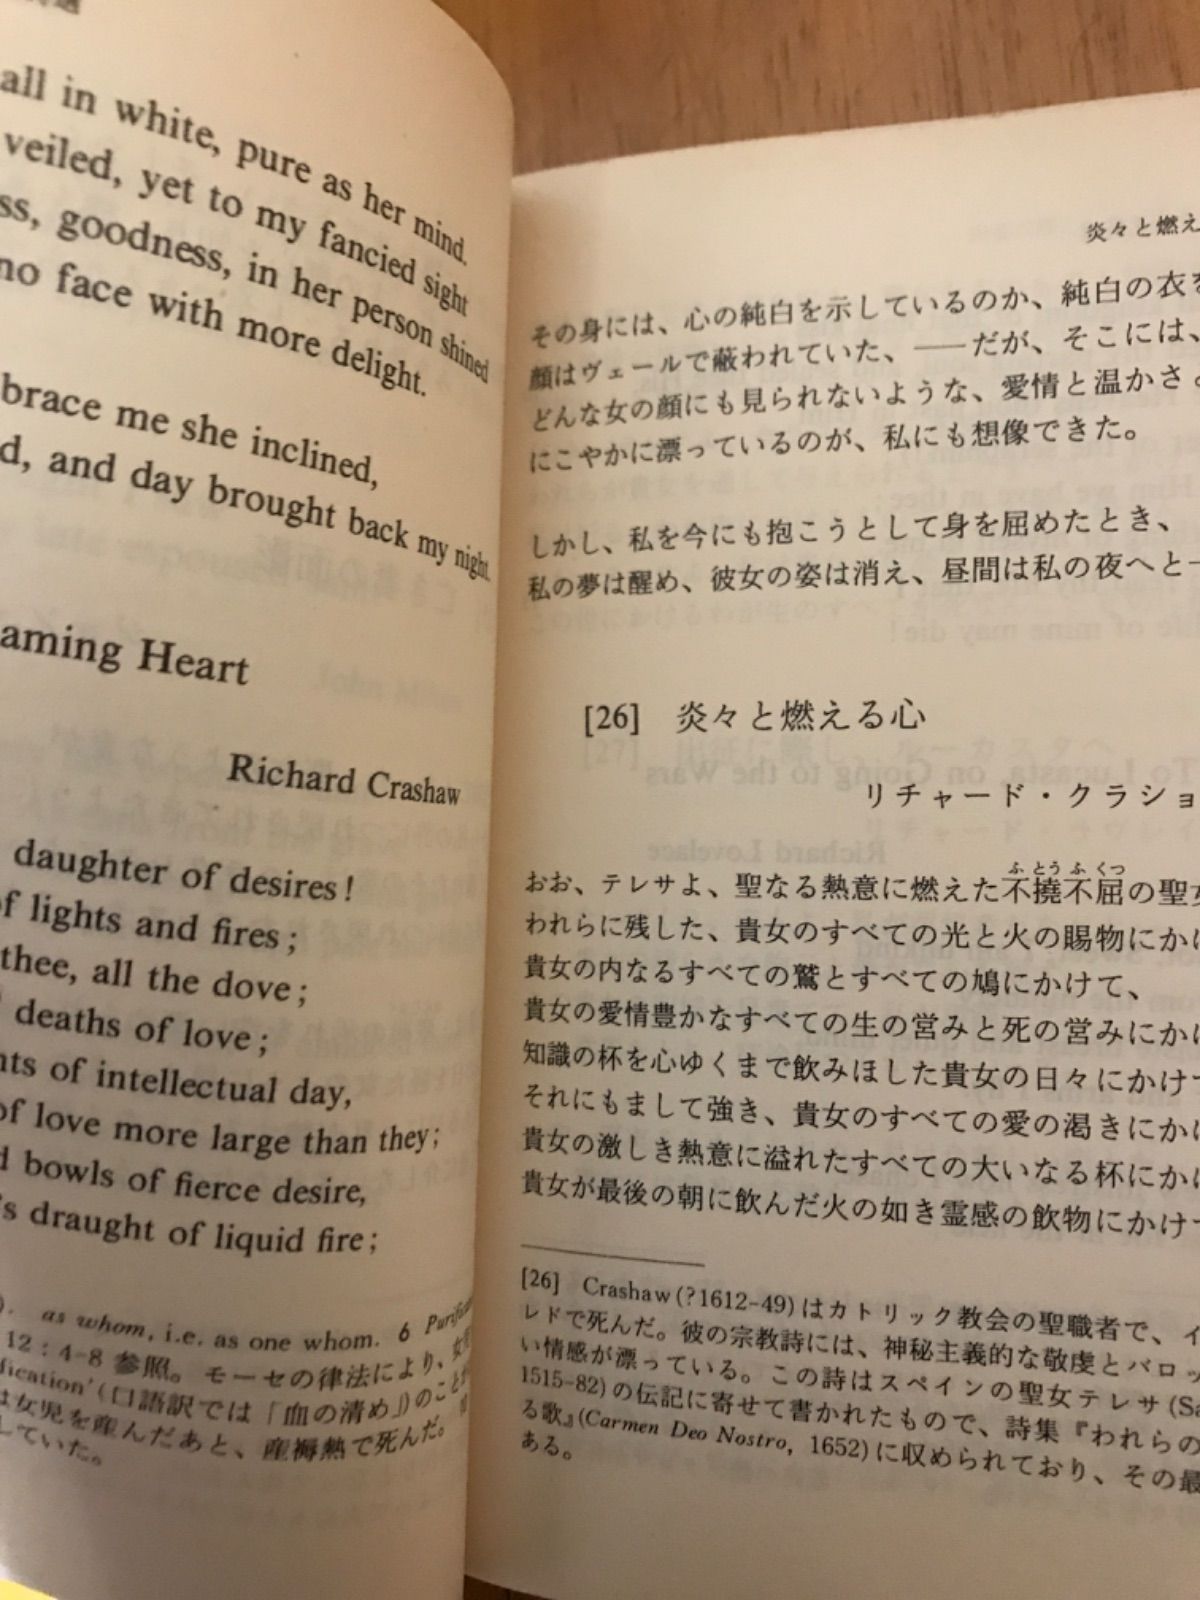 all in white, pure as her mind.
veiled, yet to my fancied sight
ss, goodness, in her person shined
no face with more delight.
brace me she inclined,
d, and day brought back my night.
aming Heart
Richard Crashaw
daughter of desires!
of lights and fires;
thee, all the dove;
deaths of love;
hts of intellectual day,
of love more large than they;
d bowls of fierce desire,
's draught of liquid fire;
as whom, i.e. as one whom. 6 Purific
12:4-8 参照。モーセの律法により、女
fication' (口語訳では「血の清め」)のことが
は女児を産んだあと、産褥熱で死んだ。
していた。
炎々と燃え
その身には、心の純白を示しているのか、純白の衣を
顔はヴェールで蔽われていた、——だが、そこには、
どんな女の顔にも見られないような、愛情と温かさと
にこやかに漂っているのが、私にも想像できた。
しかし、私を今にも抱こうとして身を屈めたとき、
私の夢は醒め、彼女の姿は消え、昼間は私の夜へと
[26] 炎々と燃える心
リチャード・クラショ
おお、テレサよ、聖なる熱意に燃えた不撓不屈の聖女
われらに残した、貴女のすべての光と火の賜物にかけ
貴女の内なるすべての鷲とすべての鳩にかけて、
貴女の愛情豊かなすべての生の営みと死の営みにかけ
知識の杯を心ゆくまで飲みほした貴女の日々にかけて
それにもまして強き、貴女のすべての愛の渇きにかけ
貴女の激しき熱意に溢れたすべての大いなる杯にかけ
貴女が最後の朝に飲んだ火の如き霊感の飲物にかけて
[26] Crashaw (?1612-49) はカトリック教会の聖職者で、イ
レドで死んだ。彼の宗教詩には、神秘主義的な敬虔とバロッ
い情感が漂っている。この詩はスペインの聖女テレサ (Sa
1515-82) の伝記に寄せて書かれたもので、詩集『われらの
る歌』(Carmen Deo Nostro, 1652) に収められており、その最
ある。